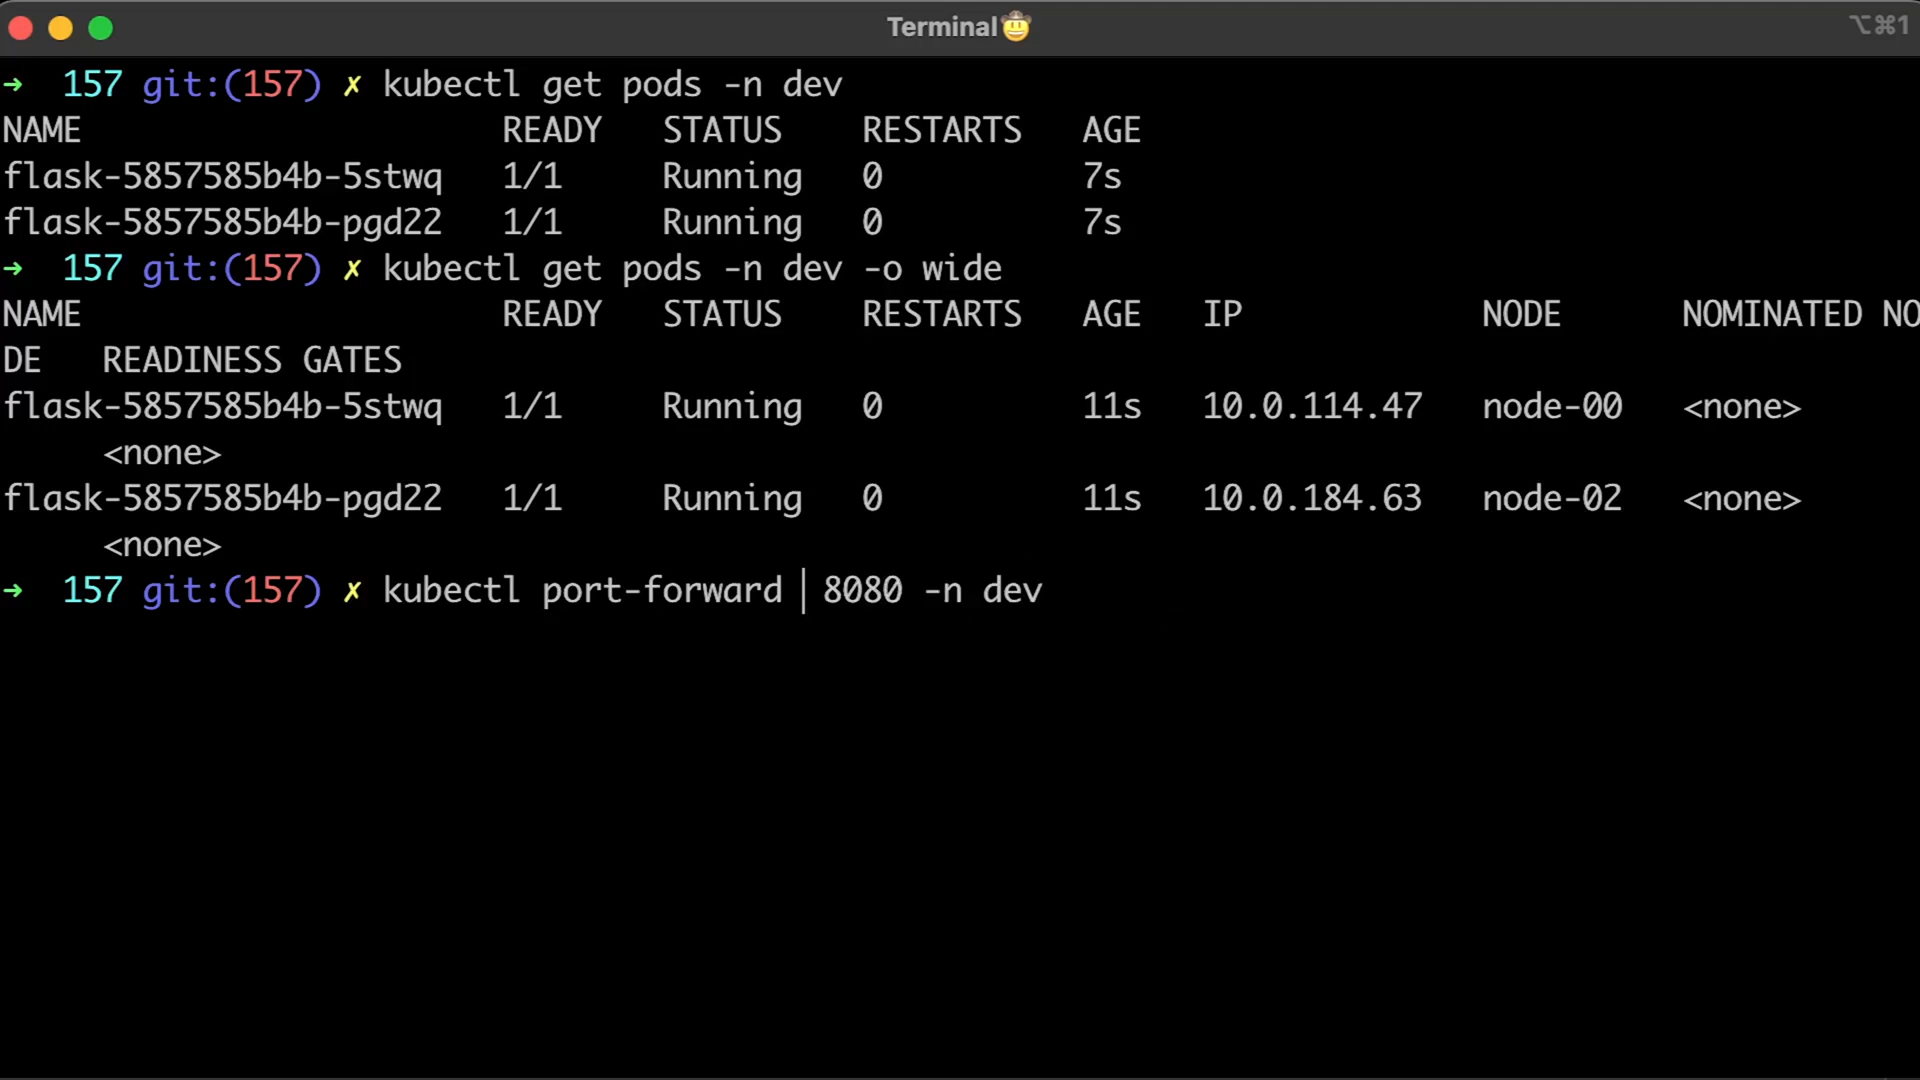 Terminal🤠
⌥⌘1
→ 157 git:(157) ✗ kubectl get pods -n dev
NAME READY STATUS RESTARTS AGE
flask-5857585b4b-5stwq 1/1 Running 0 7s
flask-5857585b4b-pgd22 1/1 Running 0 7s
→ 157 git:(157) ✗ kubectl get pods -n dev -o wide
NAME READY STATUS RESTARTS AGE IP NODE NOMINATED NO
DE READINESS GATES
flask-5857585b4b-5stwq 1/1 Running 0 11s 10.0.114.47 node-00 <none>
<none>
flask-5857585b4b-pgd22 1/1 Running 0 11s 10.0.184.63 node-02 <none>
<none>
→ 157 git:(157) ✗ kubectl port-forward 8080 -n dev